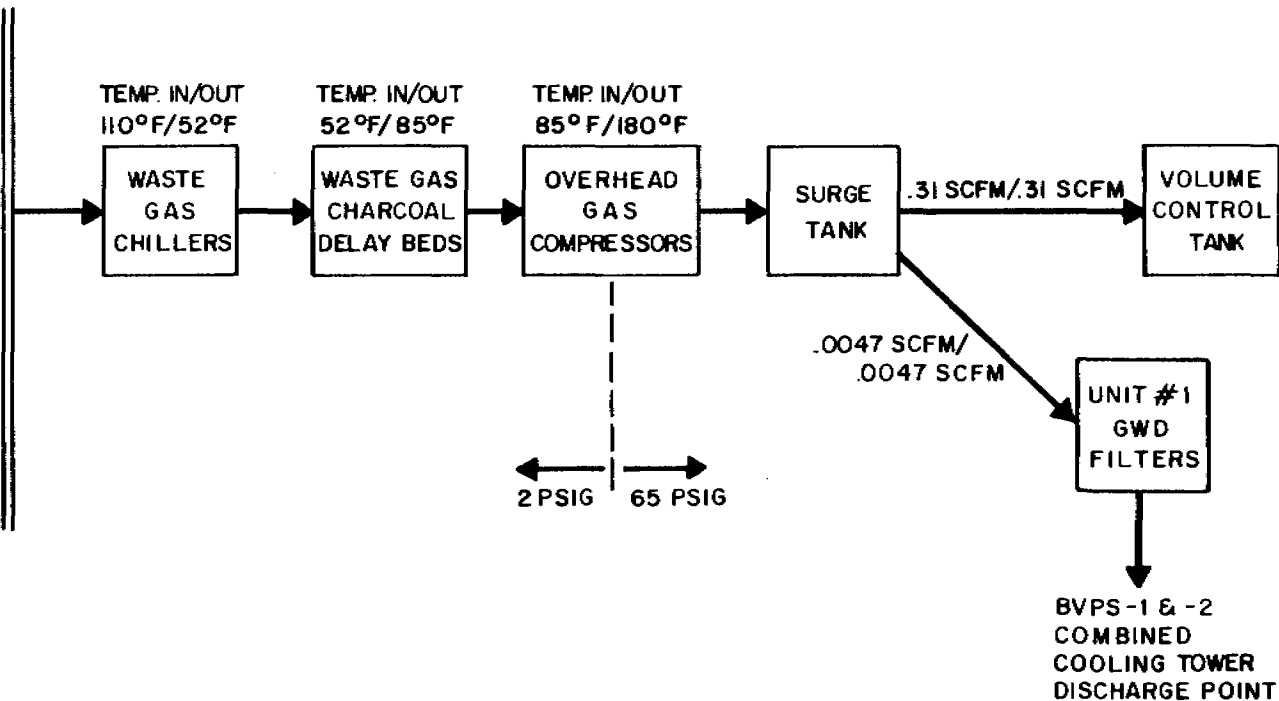 TEMP. IN/OUT
110°F/52°F
WASTE
GAS
CHILLERS
TEMP. IN/OUT
52°F/85°F
WASTE GAS
CHARCOAL
DELAY BEDS
TEMP. IN/OUT
85°F/180°F
OVERHEAD
GAS
COMPRESSORS
SURGE
TANK
.31 SCFM/.31 SCFM
VOLUME
CONTROL
TANK
.0047 SCFM/
.0047 SCFM
UNIT #1
GWD
FILTERS
2 PSIG
65 PSIG
BVPS-1 & -2
COMBINED
COOLING TOWER
DISCHARGE POINT